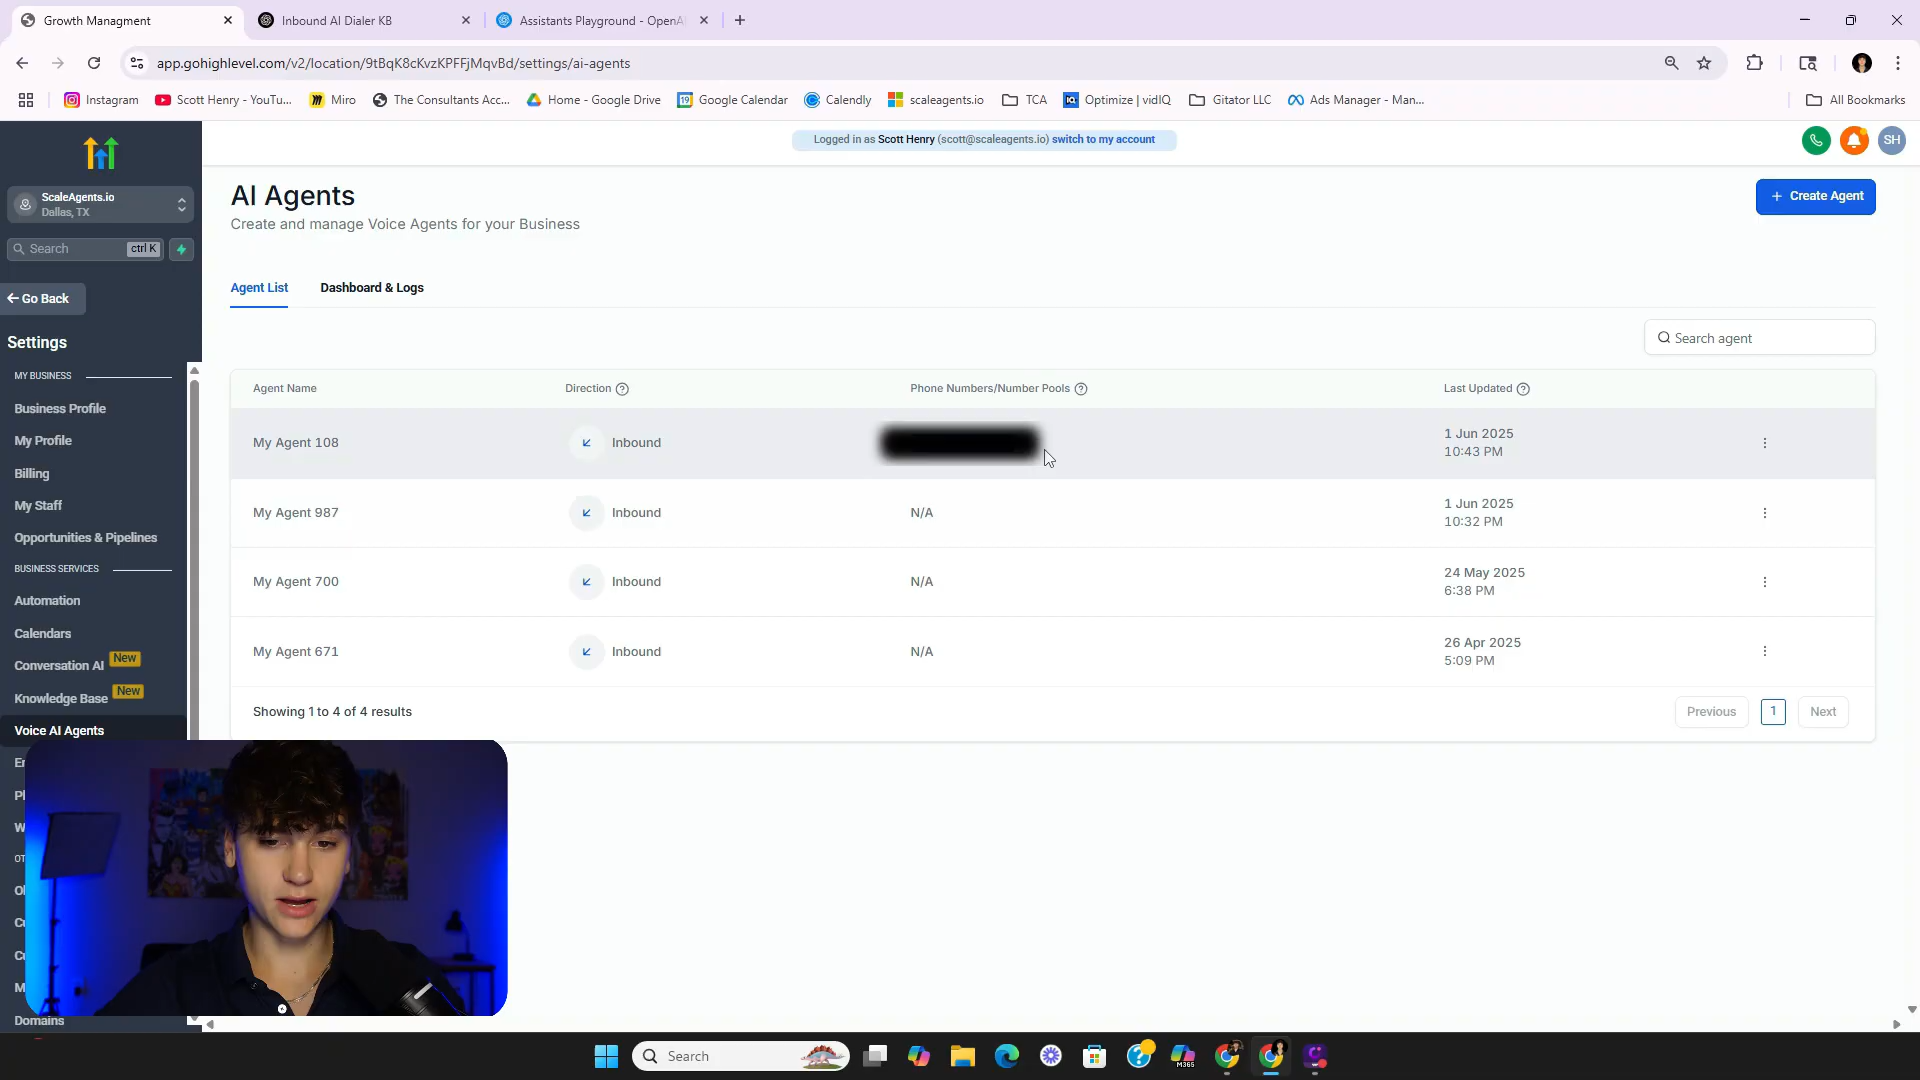 Growth Managment
Inbound AI Dialer KB
Assistants Playground - OpenA
app.gohighlevel.com/v2/location/9tBqK8cKvzKPFFjMqvBd/settings/ai-agents
Instagram
Scott Henry - YouTu...
Miro
The Consultants Acc...
Home - Google Drive
Google Calendar
Calendly
scaleagents.io
TCA
Optimize | vidIQ
Gitator LLC
Ads Manager - Man...
All Bookmarks
Logged in as Scott Henry (scott@scaleagents.io) switch to my account
SH
ScaleAgents.io
Dallas, TX
Search ctrl K
Go Back
Settings
MY BUSINESS
Business Profile
My Profile
Billing
My Staff
Opportunities & Pipelines
BUSINESS SERVICES
Automation
Calendars
Conversation AI New
Knowledge Base New
Voice AI Agents
Domains
AI Agents
Create and manage Voice Agents for your Business
+ Create Agent
Agent List
Dashboard & Logs
Search agent
Agent Name Direction Phone Numbers/Number Pools Last Updated
My Agent 108 Inbound 1 Jun 2025
10:43 PM
My Agent 987 Inbound N/A 1 Jun 2025
10:32 PM
My Agent 700 Inbound N/A 24 May 2025
6:38 PM
My Agent 671 Inbound N/A 26 Apr 2025
5:09 PM
Showing 1 to 4 of 4 results
Previous 1 Next
Search
M365